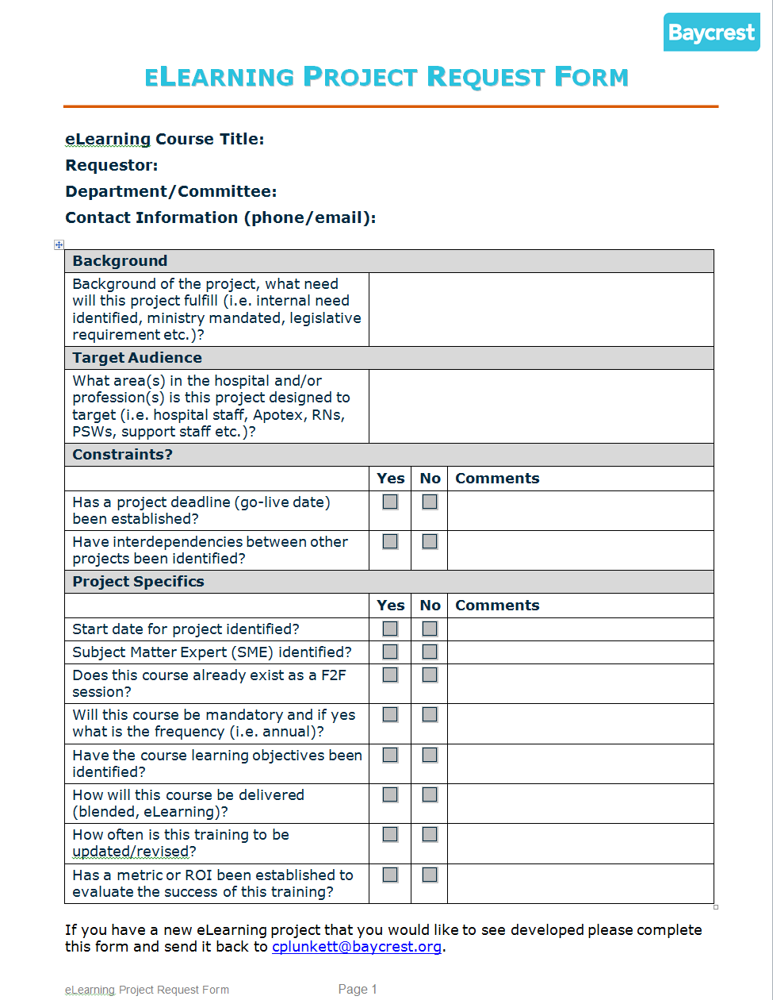 Baycrest
eLearning Project Request Form
eLearning Course Title:
Requestor:
Department/Committee:
Contact Information (phone/email):
Background
Background of the project, what need
will this project fulfill (i.e. internal need
identified, ministry mandated, legislative
requirement etc.)?
Target Audience
What area(s) in the hospital and/or
profession(s) is this project designed to
target (i.e. hospital staff, Apotex, RNs,
PSWs, support staff etc.)?
Constraints?
Yes No Comments
Has a project deadline (go-live date)
been established?
Have interdependencies between other
projects been identified?
Project Specifics
Yes No Comments
Start date for project identified?
Subject Matter Expert (SME) identified?
Does this course already exist as a F2F
session?
Will this course be mandatory and if yes
what is the frequency (i.e. annual)?
Have the course learning objectives been
identified?
How will this course be delivered
(blended, eLearning)?
How often is this training to be
updated/revised?
Has a metric or ROI been established to
evaluate the success of this training?
If you have a new eLearning project that you would like to see developed please complete
this form and send it back to cplunkett@baycrest.org.
eLearning Project Request Form Page 1